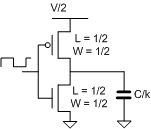 V/2
L = 1/2
W = 1/2
C/k
L = 1/2
W = 1/2